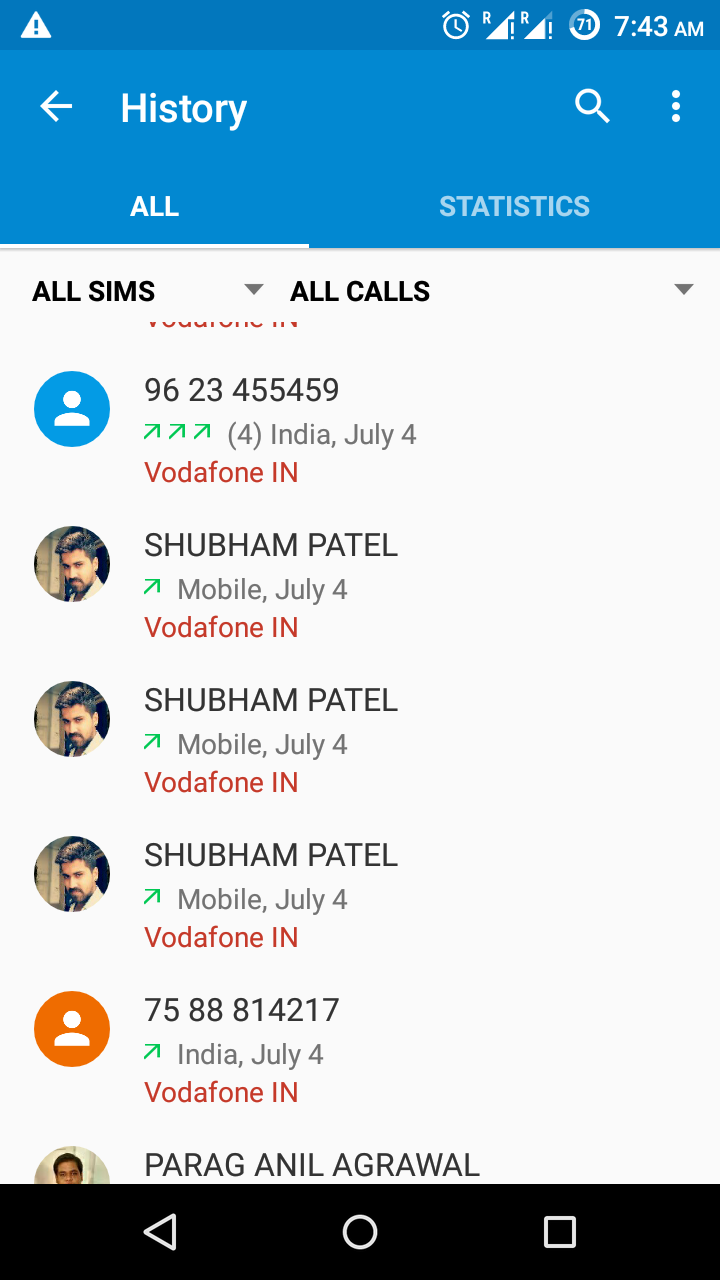 R R 71 7:43 AM
History
ALL STATISTICS
ALL SIMS ALL CALLS
Vodafone IN
96 23 455459
(4) India, July 4
Vodafone IN
SHUBHAM PATEL
Mobile, July 4
Vodafone IN
SHUBHAM PATEL
Mobile, July 4
Vodafone IN
SHUBHAM PATEL
Mobile, July 4
Vodafone IN
75 88 814217
India, July 4
Vodafone IN
PARAG ANIL AGRAWAL